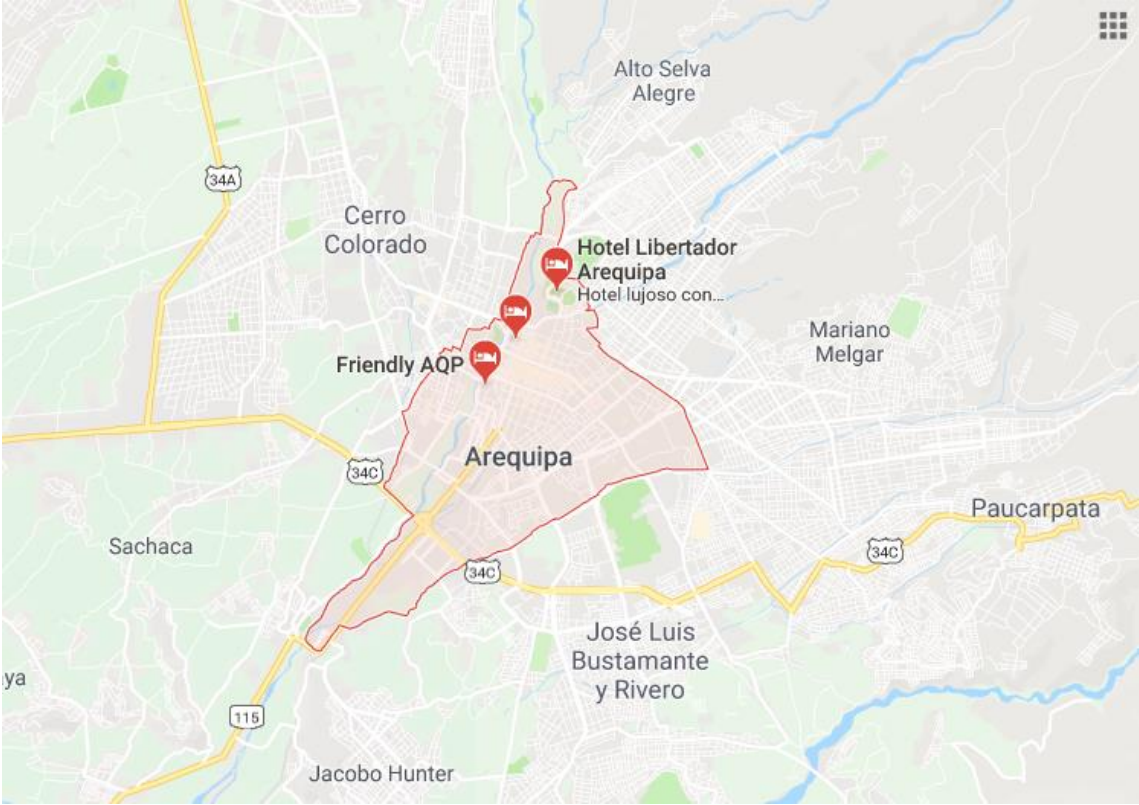 Alto Selva
Alegre
34A
Cerro
Colorado
Hotel Libertador
Arequipa
Hotel lujoso con...
Mariano
Melgar
Friendly AQP
Arequipa
34C
Paucarpata
Sachaca
34C
34C
José Luis
Bustamante
y Rivero
ya
115
Jacobo Hunter